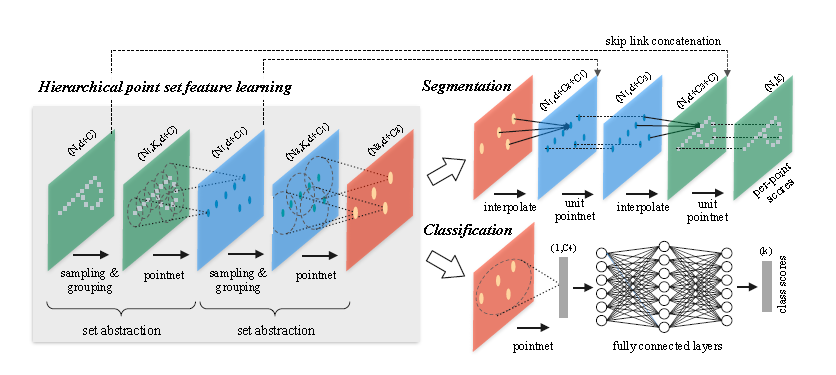 skip link concatenation
Hierarchical point set feature learning
Segmentation
(N,d+C)
(N1,K,d+C)
(N1,d+C1)
(N2,K,d+C1)
(N2,d+C2)
(N1,d+C2+C1)
(N1,d+C3)
(N,d+C3+C)
(N,k)
sampling &
grouping
pointnet
sampling &
grouping
pointnet
set abstraction
set abstraction
interpolate
unit
pointnet
interpolate
unit
pointnet
per-point
scores
Classification
(1,C4)
(k)
class scores
pointnet
fully connected layers